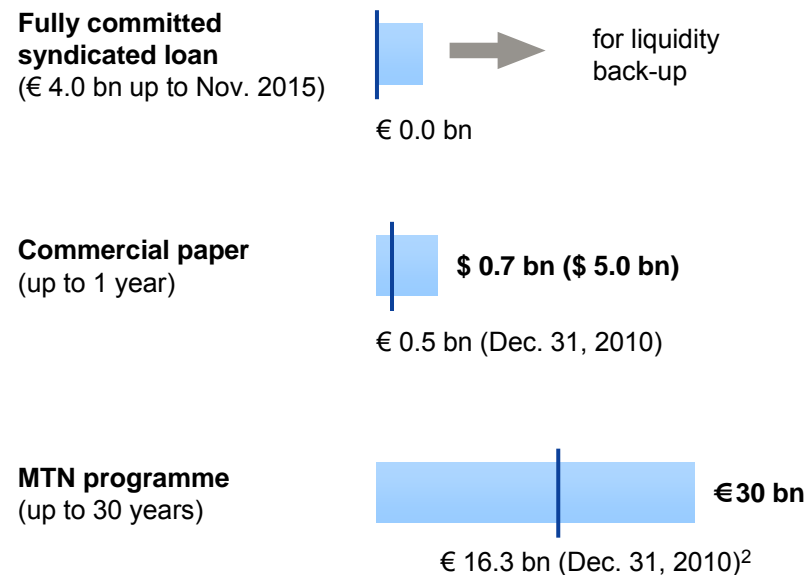 Fully committed
syndicated loan
(€ 4.0 bn up to Nov. 2015)
for liquidity
back-up
€ 0.0 bn
Commercial paper
(up to 1 year)
$ 0.7 bn ($ 5.0 bn)
€ 0.5 bn (Dec. 31, 2010)
MTN programme
(up to 30 years)
€30 bn
€ 16.3 bn (Dec. 31, 2010)²